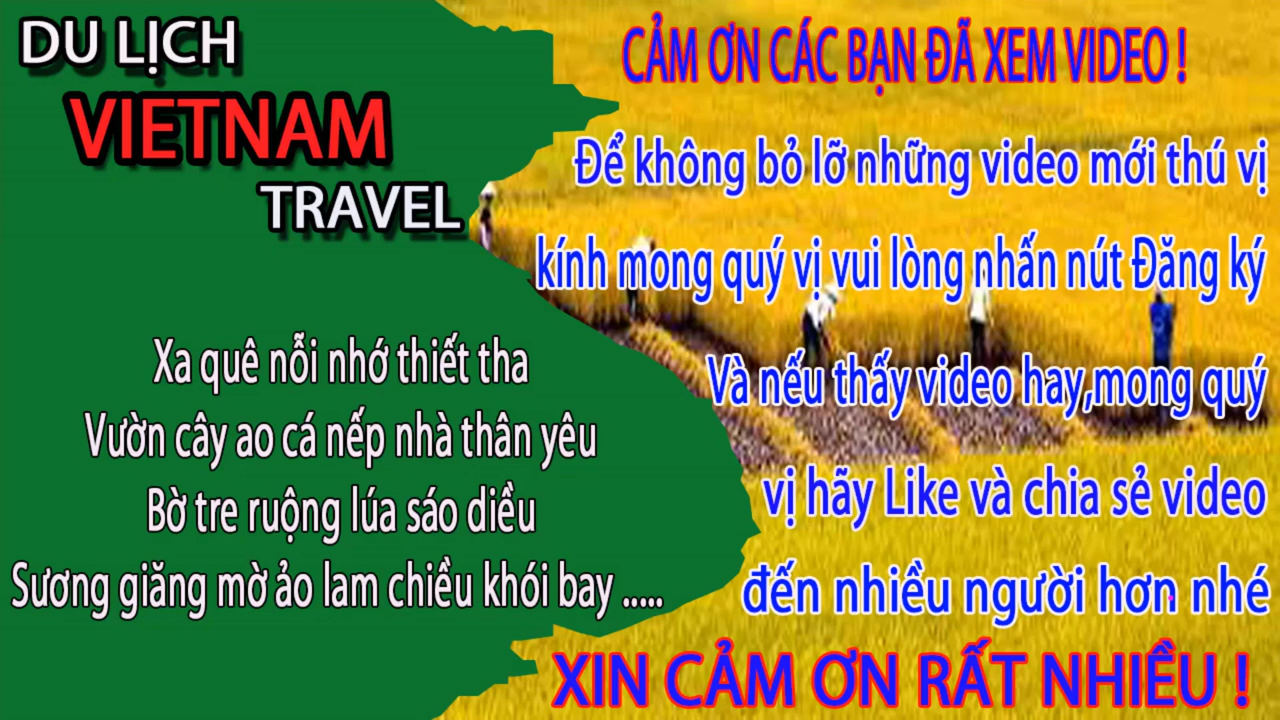 DU LỊCH
VIETNAM
TRAVEL
Xa quê nỗi nhớ thiết tha
Vườn cây ao cá nếp nhà thân yêu
Bờ tre ruộng lúa sáo diều
Sương giăng mờ ảo lam chiều khói bay .....
CẢM ƠN CÁC BẠN ĐÃ XEM VIDEO !
Để không bỏ lỡ những video mới thú vị
kính mong quý vị vui lòng nhấn nút Đăng ký
Và nếu thấy video hay,mong quý
vị hãy Like và chia sẻ video
đến nhiều người hơn nhé
XIN CẢM ƠN RẤT NHIỀU !